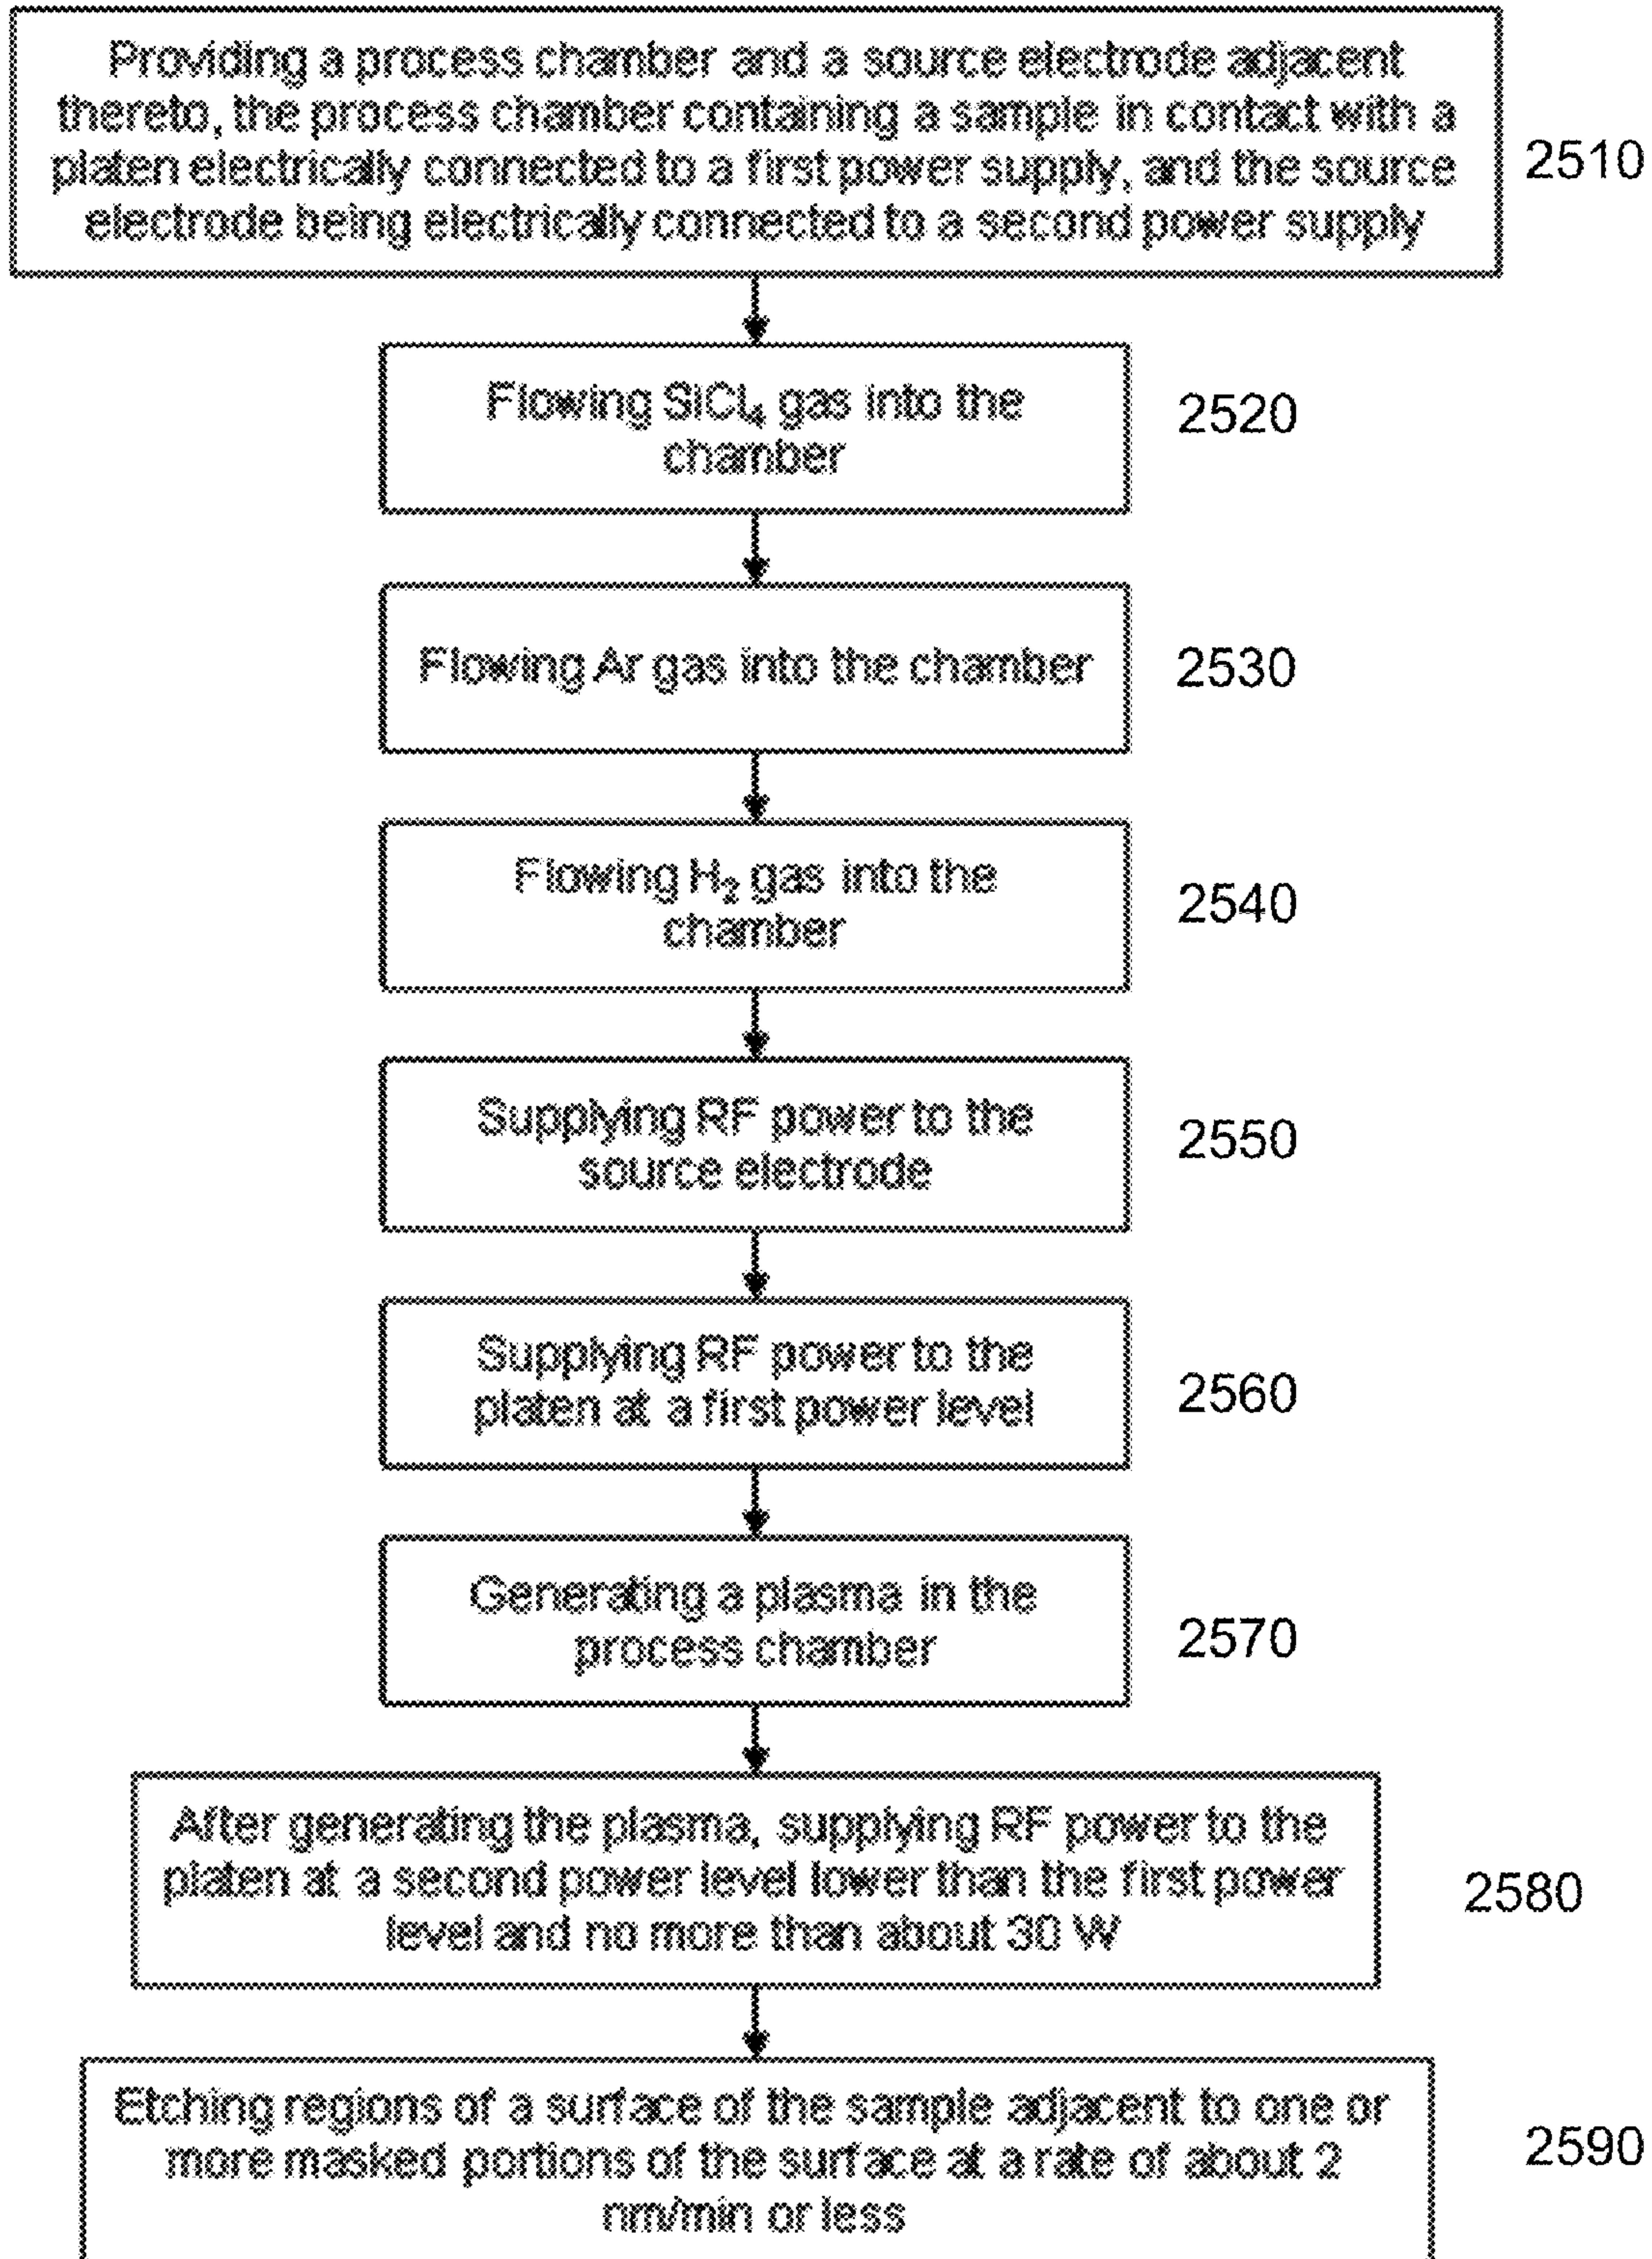 Providing a process chamber and a source electrode adjacent
thereto, the process chamber containing a sample in contact with a
platen electrically connected to a first power supply, and the source
electrode being electrically connected to a second power supply
2510
Flowing SiCl₄ gas into the
chamber
2520
Flowing Ar gas into the chamber
2530
Flowing H₂ gas into the
chamber
2540
Supplying RF power to the
source electrode
2550
Supplying RF power to the
platen at a first power level
2560
Generating a plasma in the
process chamber
2570
After generating the plasma, supplying RF power to the
platen at a second power level lower than the first power
level and no more than about 30 W
2580
Etching regions of a surface of the sample adjacent to one or
more masked portions of the surface at a rate of about 2
nm/min or less
2590